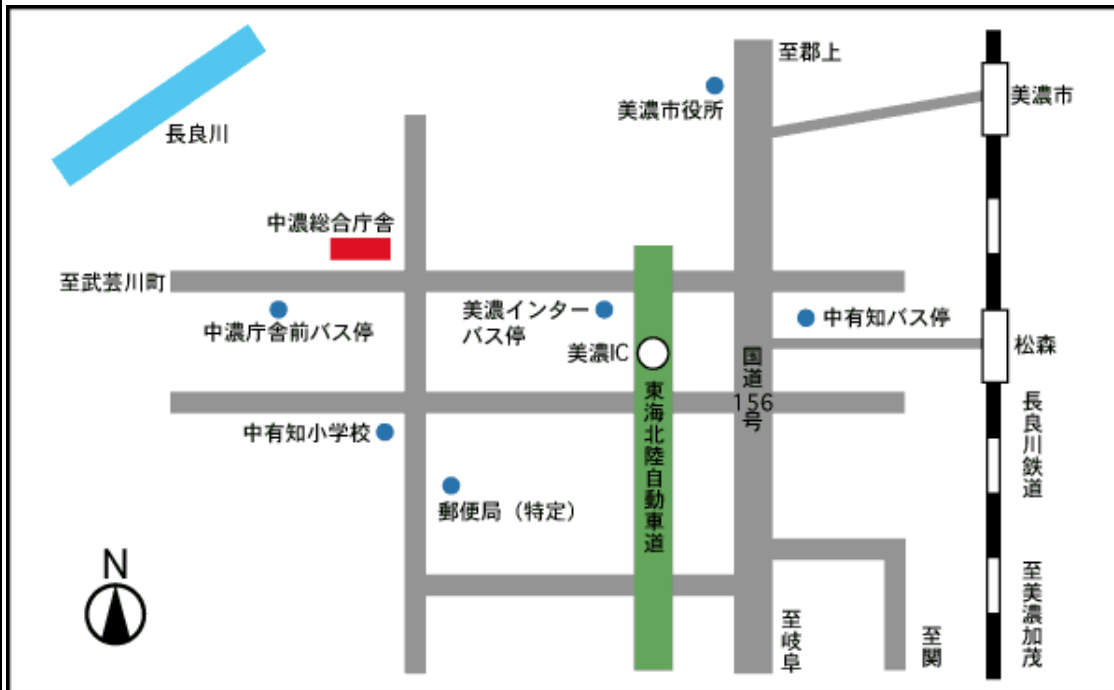 至郡上
美濃市役所
美濃市
長良川
中濃総合庁舎
至武芸川町
中濃庁舎前バス停
美濃インター
バス停
中有知バス停
美濃IC
松森
国道156号
東海北陸自動車道
長良川鉄道
中有知小学校
郵便局（特定）
N
至美濃加茂
至岐阜
至関